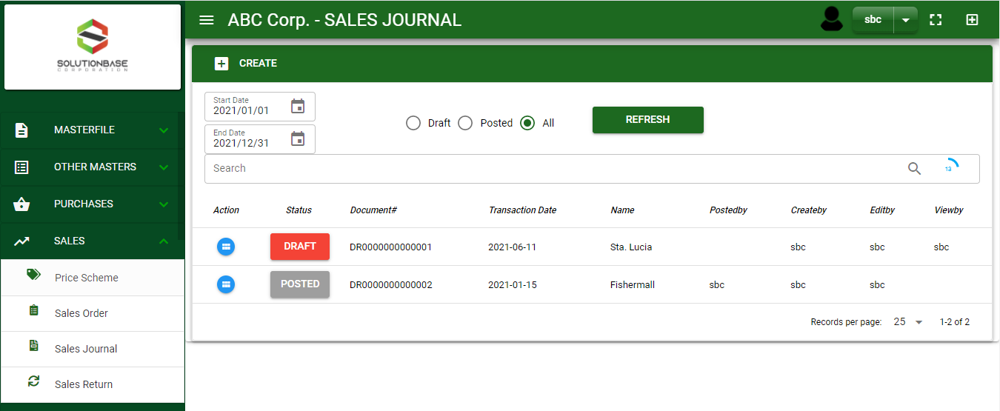 SOLUTIONBASE
CORPORATION
MASTERFILE
OTHER MASTERS
PURCHASES
SALES
Price Scheme
Sales Order
Sales Journal
Sales Return
ABC Corp. - SALES JOURNAL
sbc
CREATE
Start Date
2021/01/01
End Date
2021/12/31
Draft Posted All
REFRESH
Search
13
Action Status Document# Transaction Date Name Postedby Createby Editby Viewby
DRAFT DR0000000000001 2021-06-11 Sta. Lucia sbc sbc sbc
POSTED DR0000000000002 2021-01-15 Fishermall sbc sbc sbc
Records per page: 25 1-2 of 2